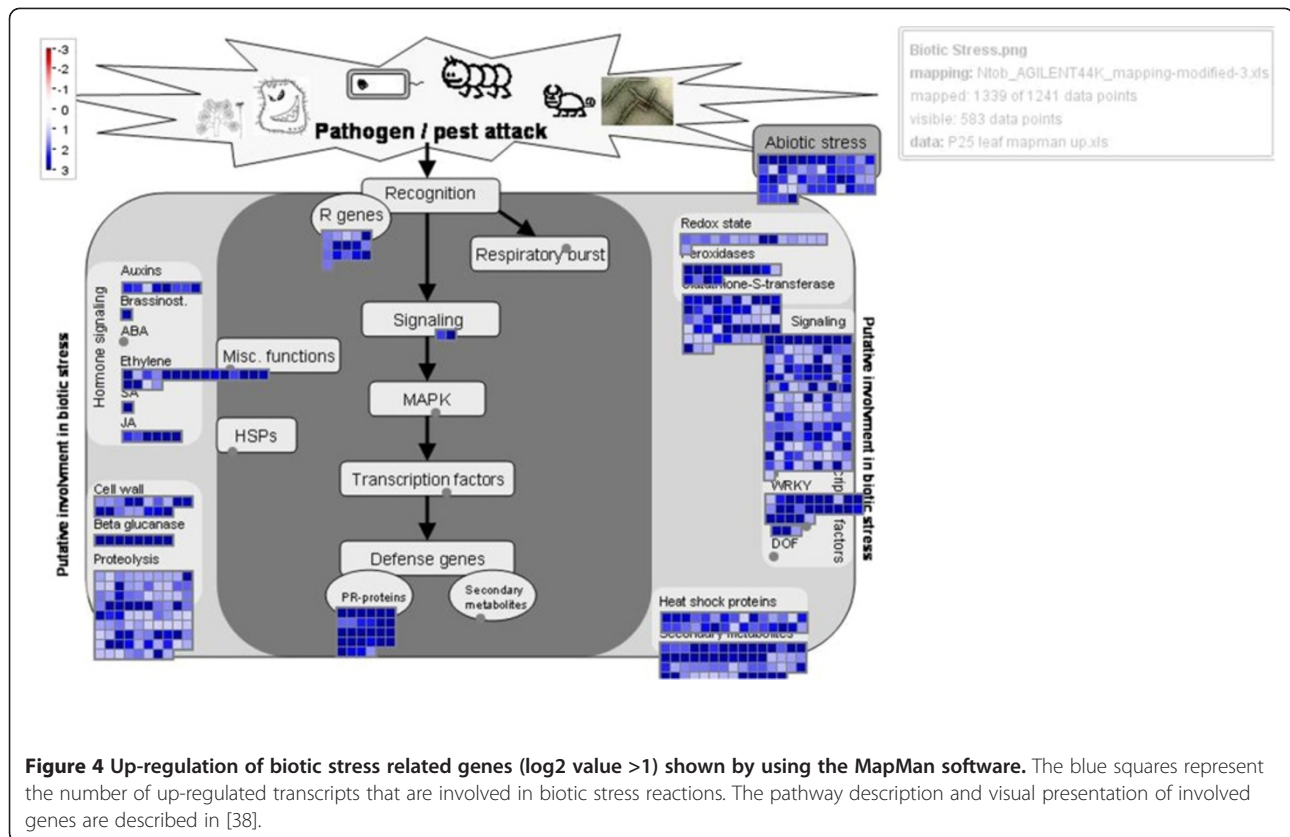 -3
-2
-1
0
1
2
3
Pathogen / pest attack
Biotic Stress.png
mapping: Ntob_AGILENT44K_mapping-modified-3.xls
mapped: 1339 of 1241 data points
visible: 583 data points
data: P25 leaf mapman up.xls
Abiotic stress
Recognition
R genes
Respiratory burst
Redox state
Peroxidases
Glutathione-S-transferase
Auxins
Brassinost.
ABA
Ethylene
SA
JA
Hormone signaling
Putative involvment in biotic stress
Signaling
Misc. functions
MAPK
HSPs
Signaling
Putative involvment in biotic stress
Transcription factors
WRKY
factors
DOF
Cell wall
Beta glucanase
Proteolysis
Defense genes
PR-proteins
Secondary
metabolites
Heat shock proteins
Secondary metabolites
Figure 4 Up-regulation of biotic stress related genes (log2 value >1) shown by using the MapMan software. The blue squares represent
the number of up-regulated transcripts that are involved in biotic stress reactions. The pathway description and visual presentation of involved
genes are described in [38].